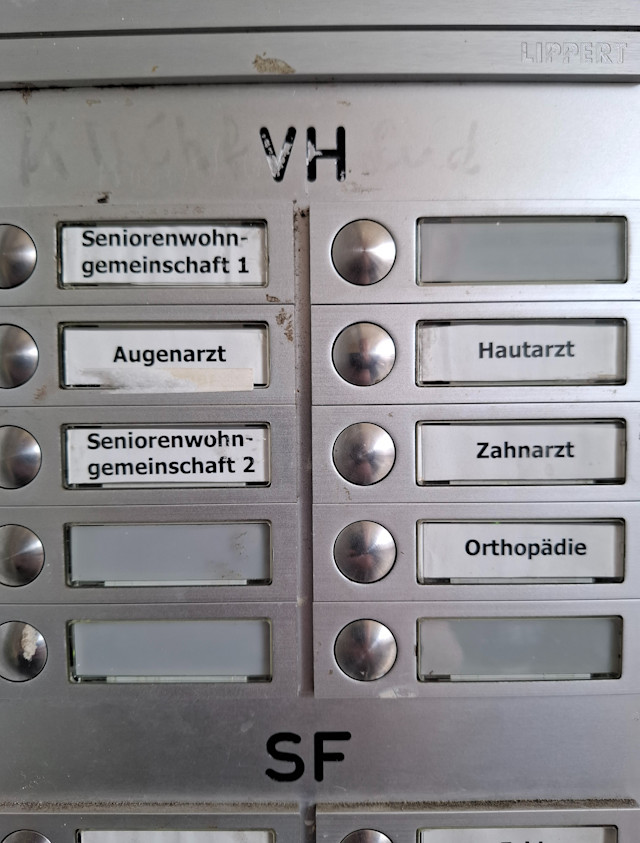 LIPPERT
VH
Seniorenwohn-
gemeinschaft 1
Augenarzt
Hautarzt
Seniorenwohn-
gemeinschaft 2
Zahnarzt
Orthopädie
SF